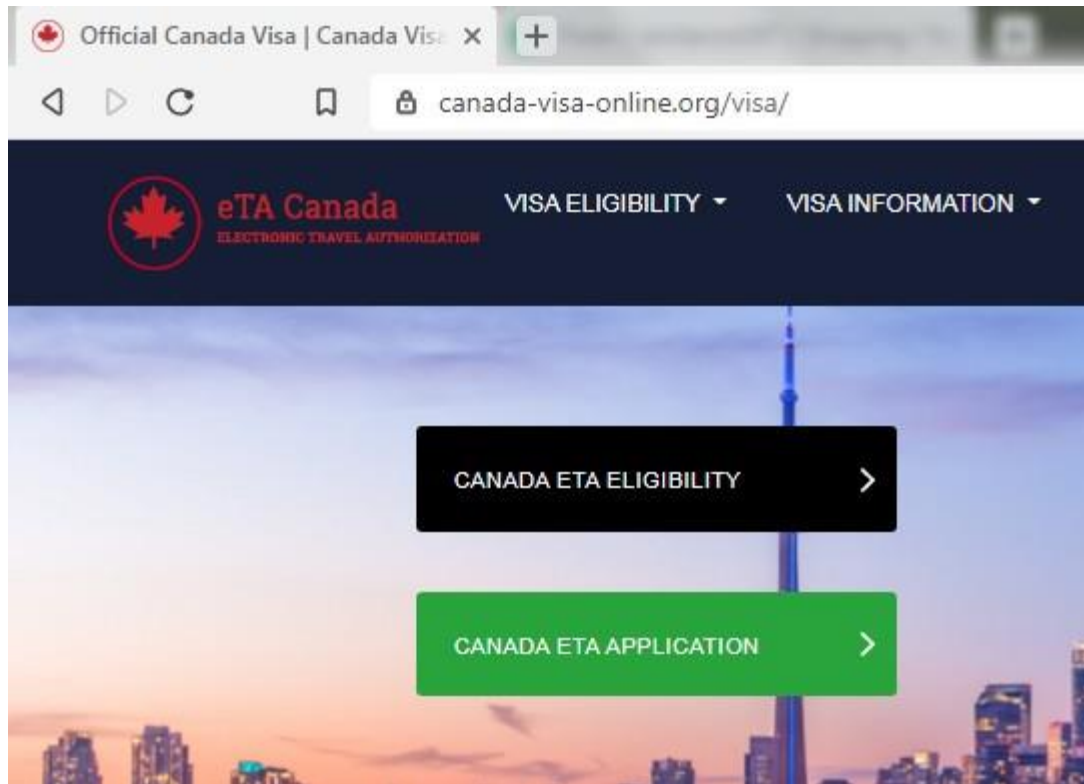 Official Canada Visa | Canada Vis
canada-visa-online.org/visa/
eTA Canada
ELECTRONIC TRAVEL AUTHORIZATION
VISA ELIGIBILITY
VISA INFORMATION
CANADA ETA ELIGIBILITY
CANADA ETA APPLICATION